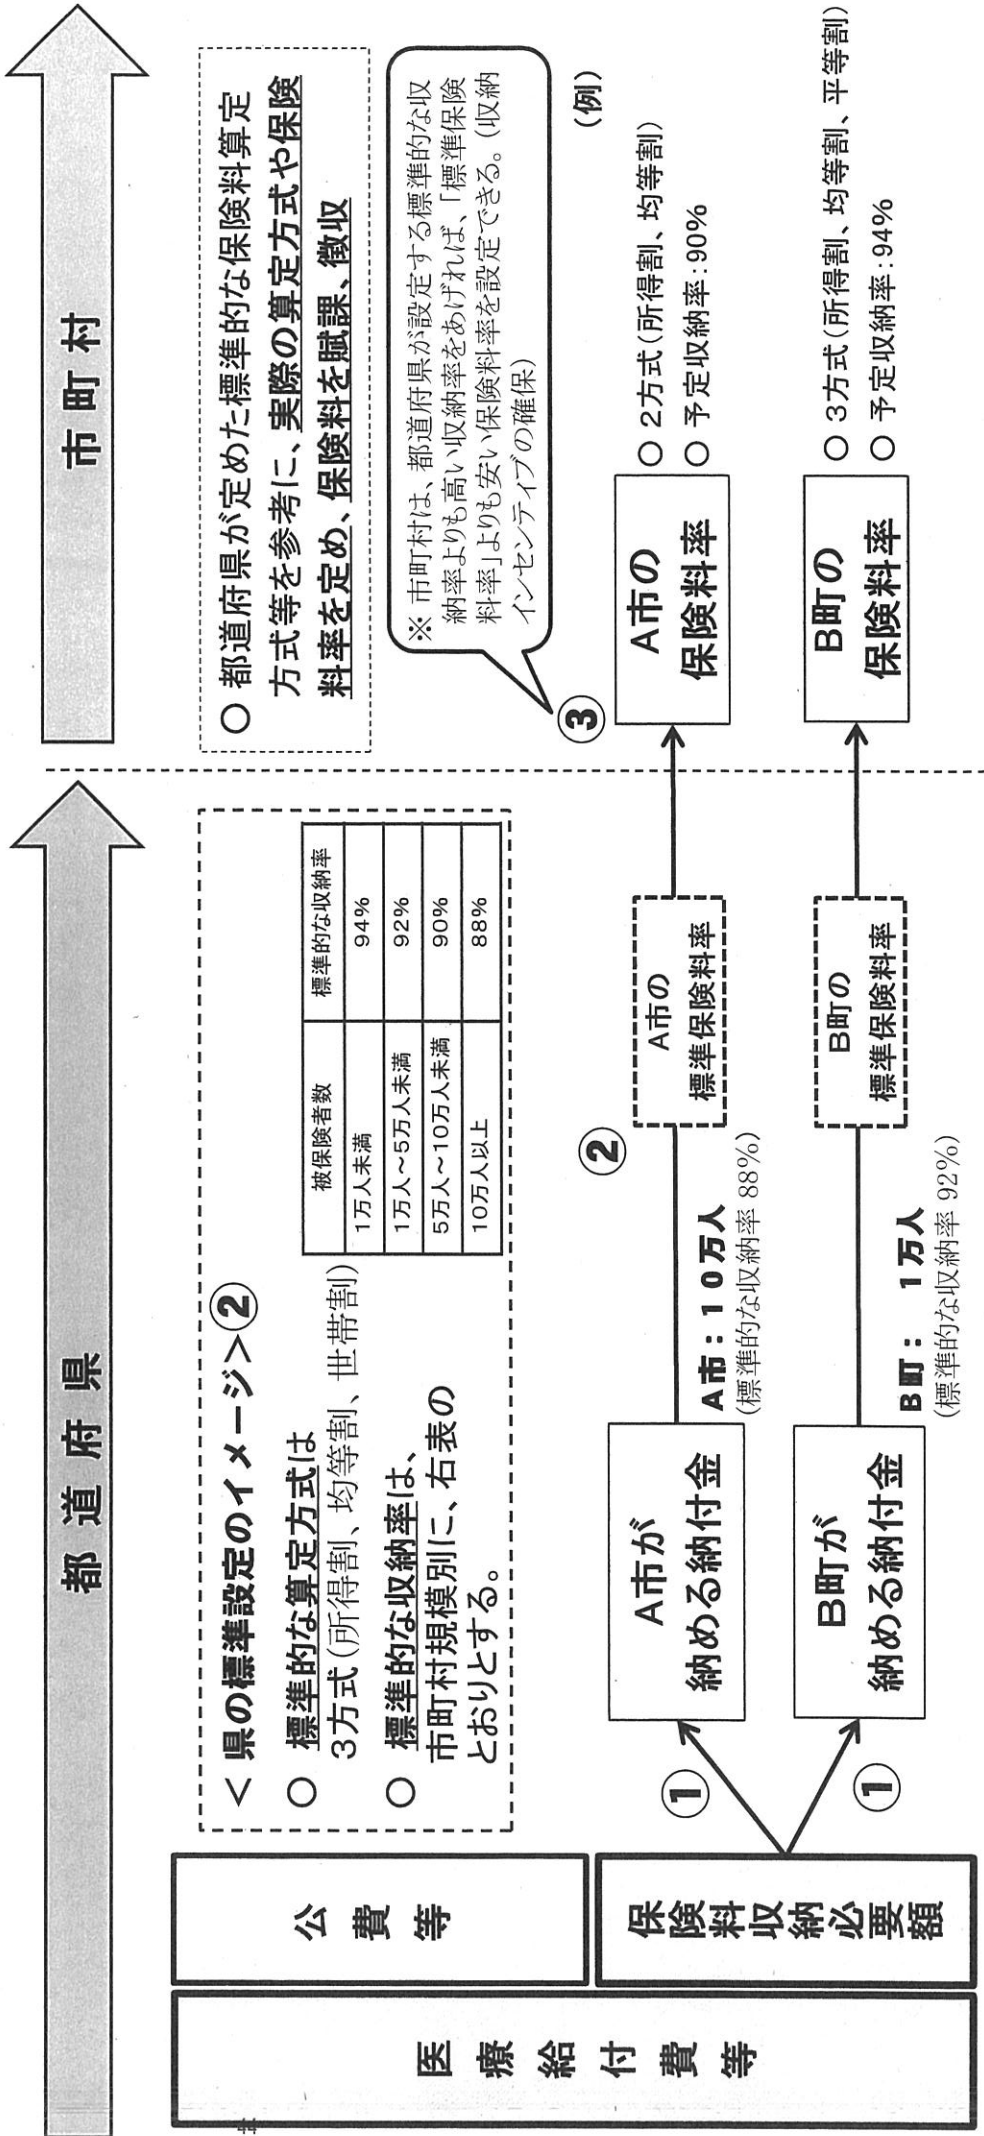 都道府県
市町村
医療給付費等
公費等
保険料収納必要額
<県の標準設定のイメージ>②
○ 標準的な算定方式は
3方式(所得割、均等割、世帯割)
○ 標準的な収納率は、
市町村規模別に、右表の
とおりとする。
被保険者数 標準的な収納率
1万人未満 94%
1万人~5万人未満 92%
5万人~10万人未満 90%
10万人以上 88%
○ 都道府県が定めた標準的な保険料算定
方式等を参考に、実際の算定方式や保険
料率を定め、保険料を賦課、徴収
※ 市町村は、都道府県が設定する標準的な収
納率よりも高い収納率をあげれば、「標準保険
料率」よりも安い保険料率を設定できる。(収納
インセンティブの確保)
①
A市が
納める納付金
A市:10万人
(標準的な収納率 88%)
②
A市の
標準保険料率
③
A市の
保険料率
(例)
○ 2方式(所得割、均等割)
○ 予定収納率:90%
①
B町が
納める納付金
B町: 1万人
(標準的な収納率 92%)
B町の
標準保険料率
B町の
保険料率
○ 3方式(所得割、均等割、平等割)
○ 予定収納率:94%